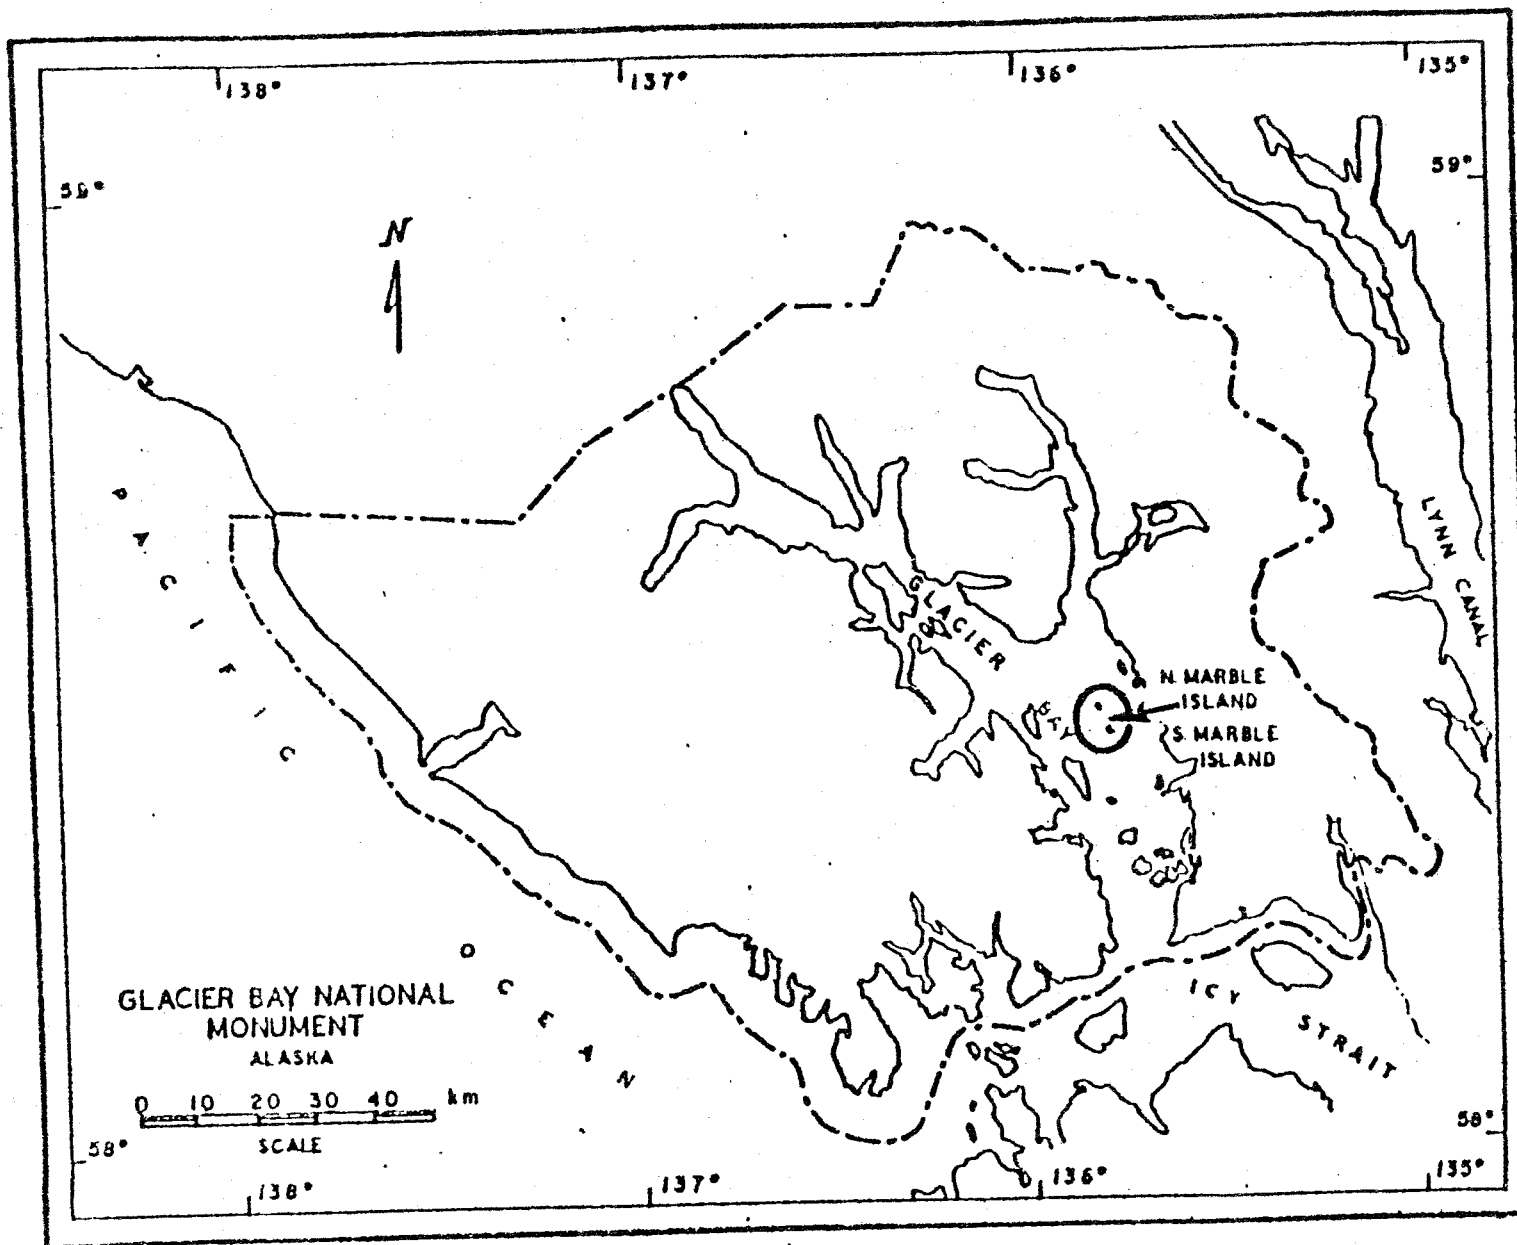 138°
137°
136°
135°
59°
59°
N
PACIFIC
OCEAN
GLACIER
LYNN CANAL
N. MARBLE
ISLAND
S. MARBLE
ISLAND
ICY
STRAIT
GLACIER BAY NATIONAL
MONUMENT
ALASKA
0 10 20 30 40 km
SCALE
58°
58°
138°
137°
136°
135°